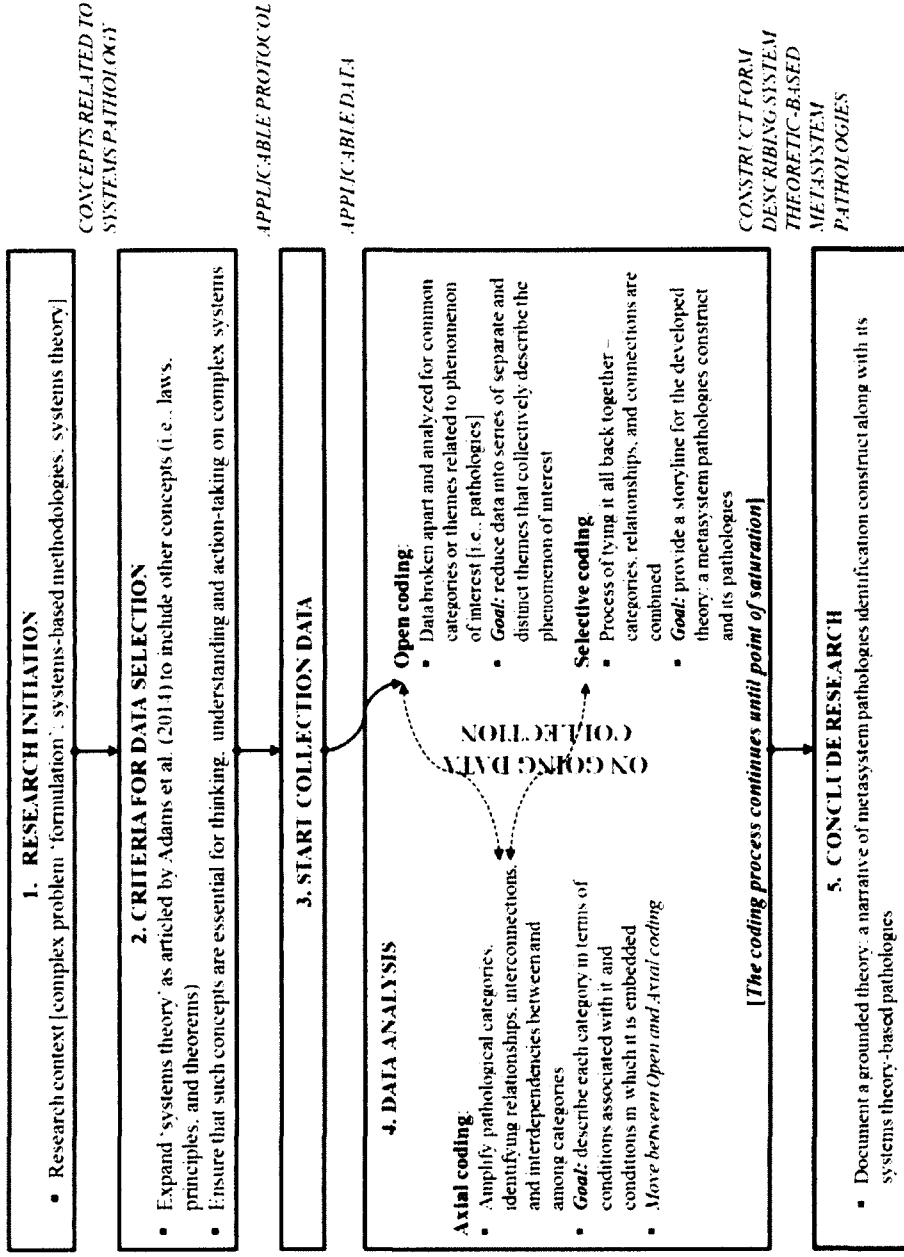 1. RESEARCH INITIATION
▪ Research context [complex problem ‘formulation’; systems-based methodologies; systems theory]
CONCEPTS RELATED TO
SYSTEMS PATHOLOGY
2. CRITERIA FOR DATA SELECTION
▪ Expand ‘systems theory’ as articled by Adams et al. (2014) to include other concepts (i.e., laws,
principles, and theorems)
▪ Ensure that such concepts are essential for thinking, understanding and action-taking on complex systems
APPLICABLE PROTOCOL
3. START COLLECTION DATA
APPLICABLE DATA
4. DATA ANALYSIS
Axial coding:
▪ Amplify pathological categories,
identifying relationships, interconnections,
and interdependencies between and
among categories
▪ Goal: describe each category in terms of
conditions associated with it and
conditions in which it is embedded
▪ Move between Open and Axial coding
ON GOING DATA
COLLECTION
Open coding:
▪ Data broken apart and analyzed for common
categories or themes related to phenomenon
of interest [i.e., pathologies]
▪ Goal: reduce data into series of separate and
distinct themes that collectively describe the
phenomenon of interest
Selective coding:
▪ Process of tying it all back together –
categories, relationships, and connections are
combined
▪ Goal: provide a storyline for the developed
theory: a metasystem pathologies construct
and its pathologies
[The coding process continues until point of saturation]
CONSTRUCT FORM
DESCRIBING SYSTEM
THEORETIC-BASED
METASYSTEM
PATHOLOGIES
5. CONCLUDE RESEARCH
▪ Document a grounded theory: a narrative of metasystem pathologies identification construct along with its
systems theory-based pathologies